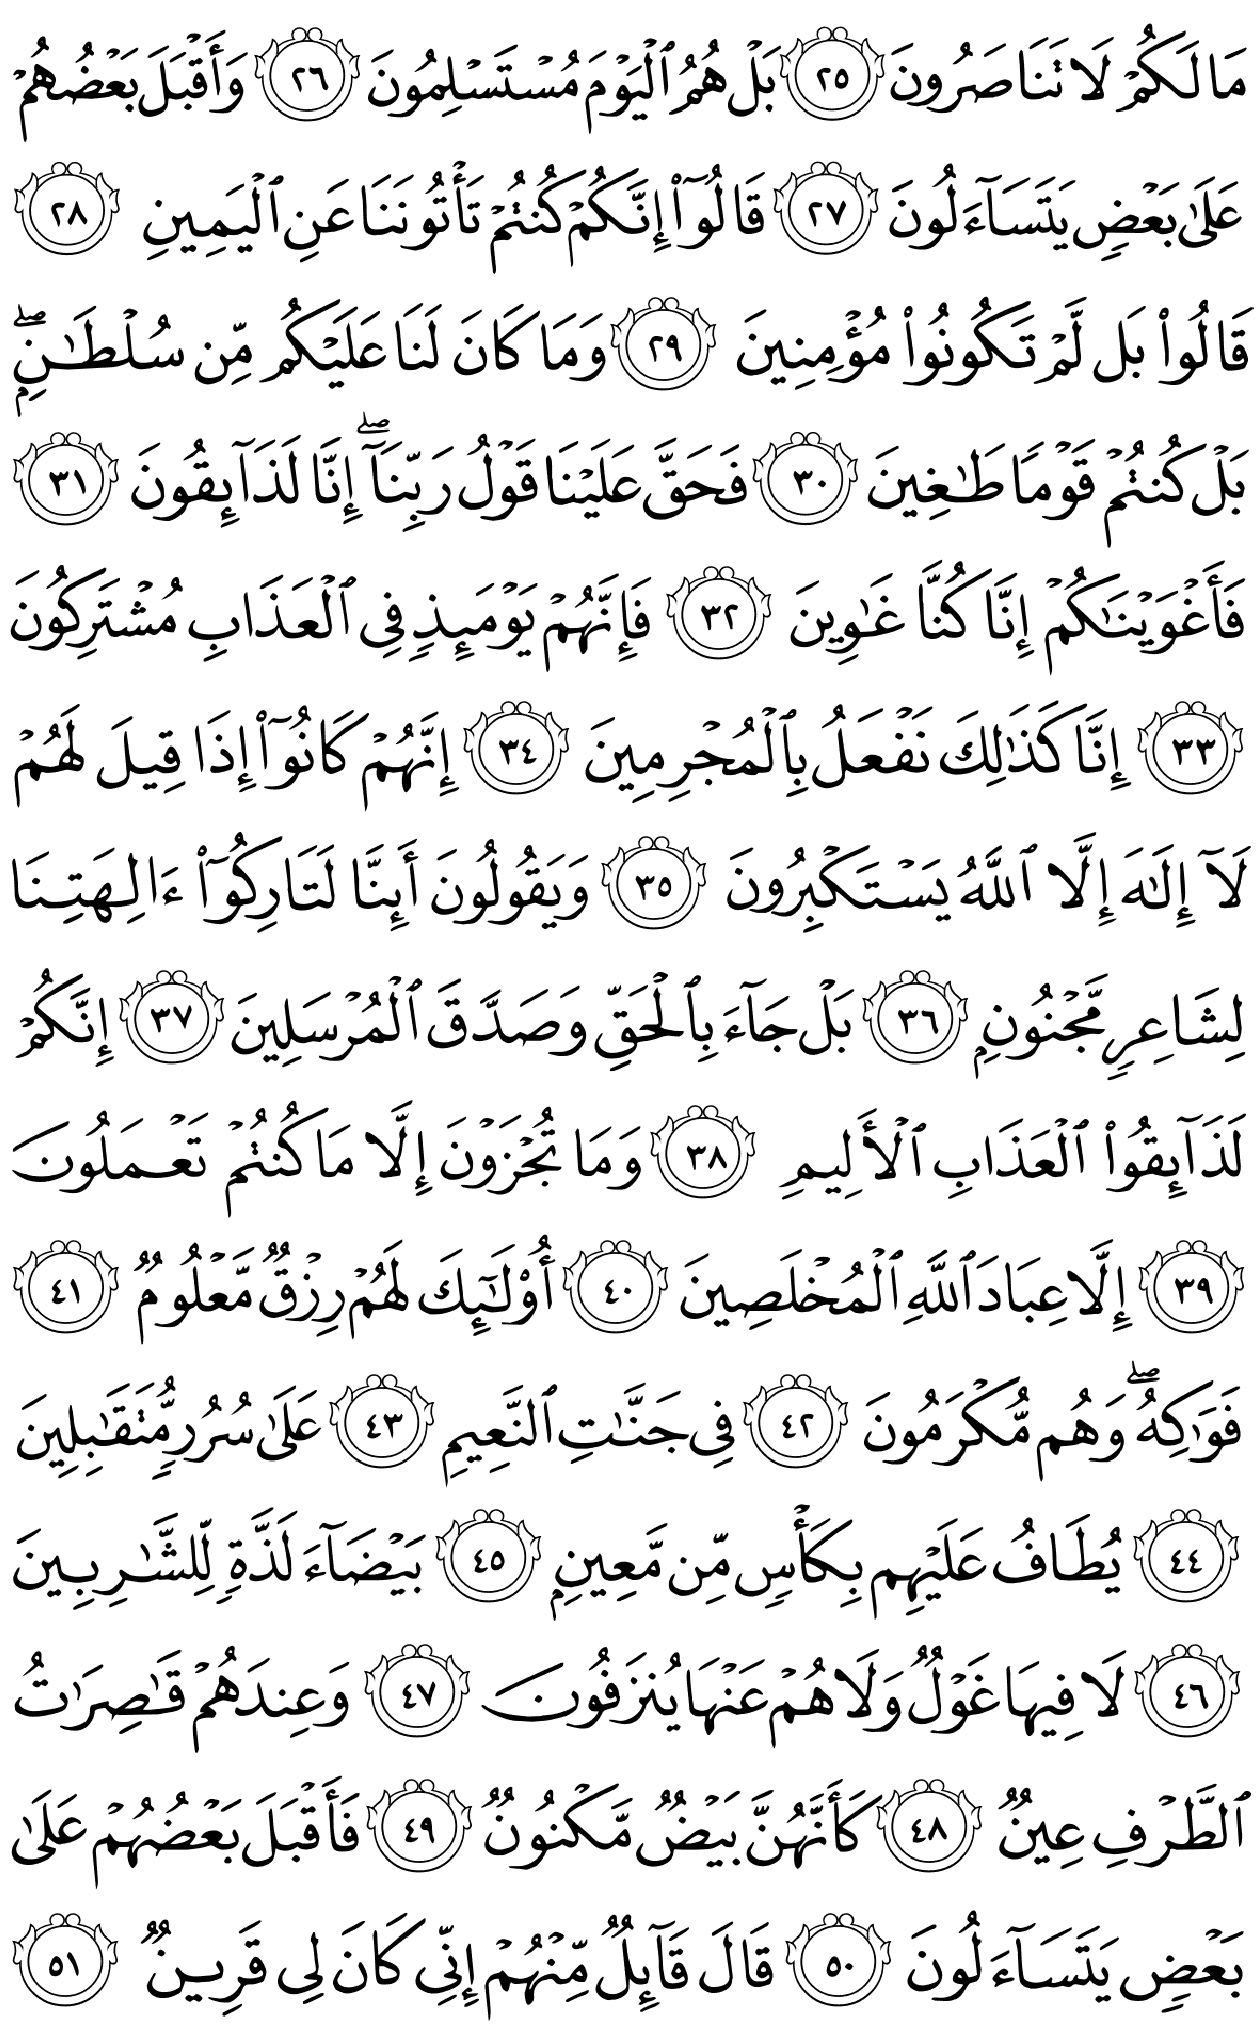 مَا لَكُمْ لَا تَنَاصَرُونَ ٢٥ بَلْ هُمُ ٱلْيَوْمَ مُسْتَسْلِمُونَ ٢٦ وَأَقْبَلَ بَعْضُهُمْ
عَلَىٰ بَعْضٍ يَتَسَآءَلُونَ ٢٧ قَالُوٓا۟ إِنَّكُمْ كُنتُمْ تَأْتُونَنَا عَنِ ٱلْيَمِينِ ٢٨
قَالُوا۟ بَل لَّمْ تَكُونُوا۟ مُؤْمِنِينَ ٢٩ وَمَا كَانَ لَنَا عَلَيْكُم مِّن سُلْطَٰنٍۭ ۖ
بَلْ كُنتُمْ قَوْمًا طَٰغِينَ ٣٠ فَحَقَّ عَلَيْنَا قَوْلُ رَبِّنَآ ۖ إِنَّا لَذَآئِقُونَ ٣١
فَأَغْوَيْنَٰكُمْ إِنَّا كُنَّا غَٰوِينَ ٣٢ فَإِنَّهُمْ يَوْمَئِذٍ فِى ٱلْعَذَابِ مُشْتَرِكُونَ
٣٣ إِنَّا كَذَٰلِكَ نَفْعَلُ بِٱلْمُجْرِمِينَ ٣٤ إِنَّهُمْ كَانُوٓا۟ إِذَا قِيلَ لَهُمْ
لَآ إِلَٰهَ إِلَّا ٱللَّهُ يَسْتَكْبِرُونَ ٣٥ وَيَقُولُونَ أَئِنَّا لَتَارِكُوٓا۟ ءَالِهَتِنَا
لِشَاعِرٍ مَّجْنُونٍۭ ٣٦ بَلْ جَآءَ بِٱلْحَقِّ وَصَدَّقَ ٱلْمُرْسَلِينَ ٣٧ إِنَّكُمْ
لَذَآئِقُوا۟ ٱلْعَذَابِ ٱلْأَلِيمِ ٣٨ وَمَا تُجْزَوْنَ إِلَّا مَا كُنتُمْ تَعْمَلُونَ
٣٩ إِلَّا عِبَادَ ٱللَّهِ ٱلْمُخْلَصِينَ ٤٠ أُو۟لَٰٓئِكَ لَهُمْ رِزْقٌ مَّعْلُومٌ ٤١
فَوَٰكِهُ ۖ وَهُم مُّكْرَمُونَ ٤٢ فِى جَنَّٰتِ ٱلنَّعِيمِ ٤٣ عَلَىٰ سُرُرٍ مُّتَقَٰبِلِينَ
٤٤ يُطَافُ عَلَيْهِم بِكَأْسٍ مِّن مَّعِينٍۭ ٤٥ بَيْضَآءَ لَذَّةٍ لِّلشَّٰرِبِينَ
٤٦ لَا فِيهَا غَوْلٌ وَلَا هُمْ عَنْهَا يُنزَفُونَ ٤٧ وَعِندَهُمْ قَٰصِرَٰتُ
ٱلطَّرْفِ عِينٌ ٤٨ كَأَنَّهُنَّ بَيْضٌ مَّكْنُونٌ ٤٩ فَأَقْبَلَ بَعْضُهُمْ عَلَىٰ
بَعْضٍ يَتَسَآءَلُونَ ٥٠ قَالَ قَآئِلٌ مِّنْهُمْ إِنِّى كَانَ لِى قَرِينٌ ٥١